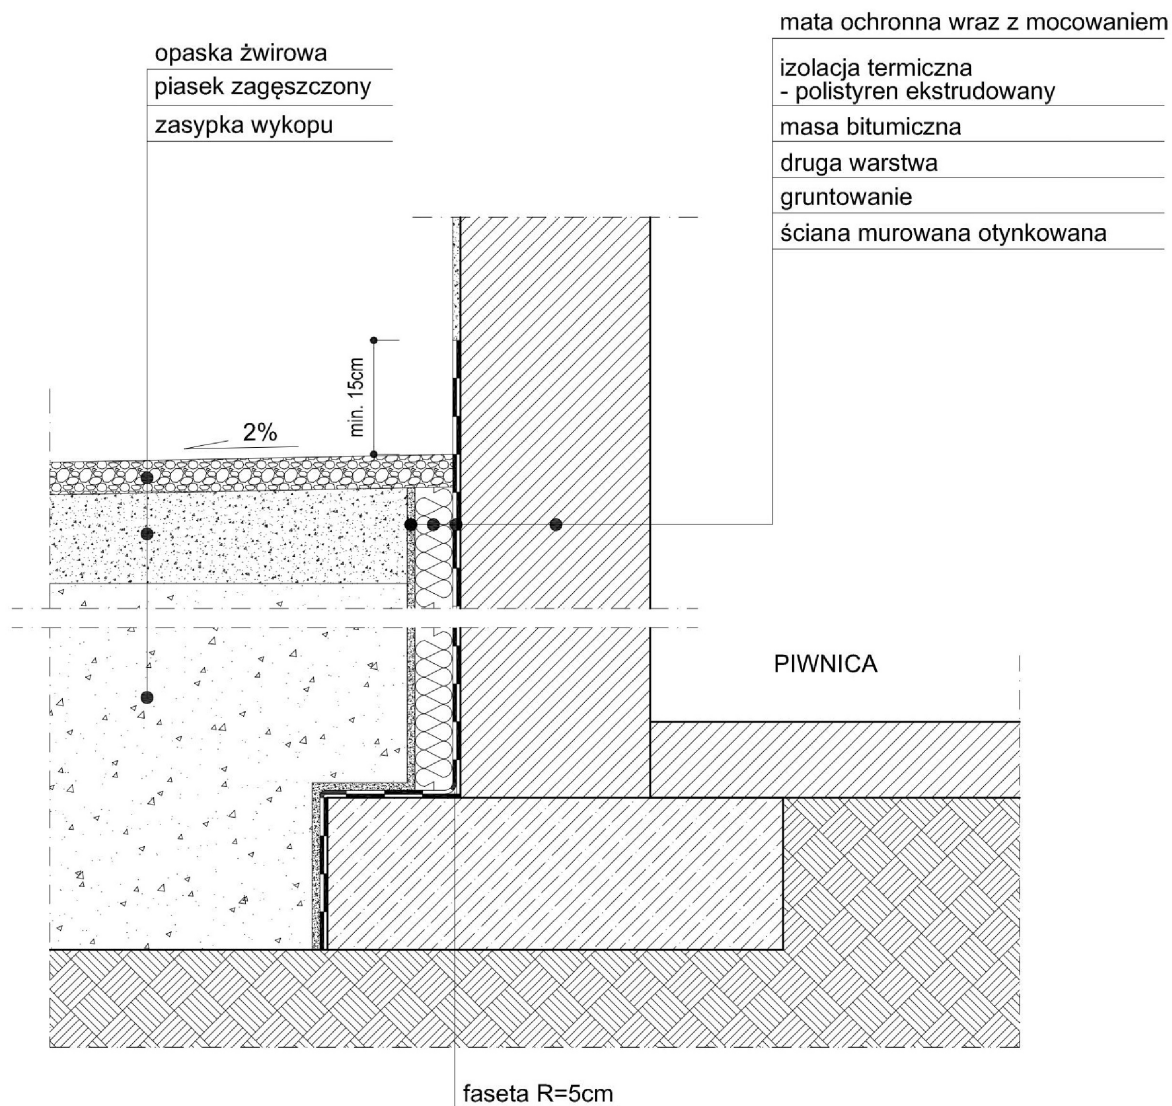 opaska żwirowa
piasek zagęszczony
zasypka wykopu
mata ochronna wraz z mocowaniem
izolacja termiczna
- polistyren ekstrudowany
masa bitumiczna
druga warstwa
gruntowanie
ściana murowana otynkowana
min. 15cm
2%
PIWNICA
faseta R=5cm